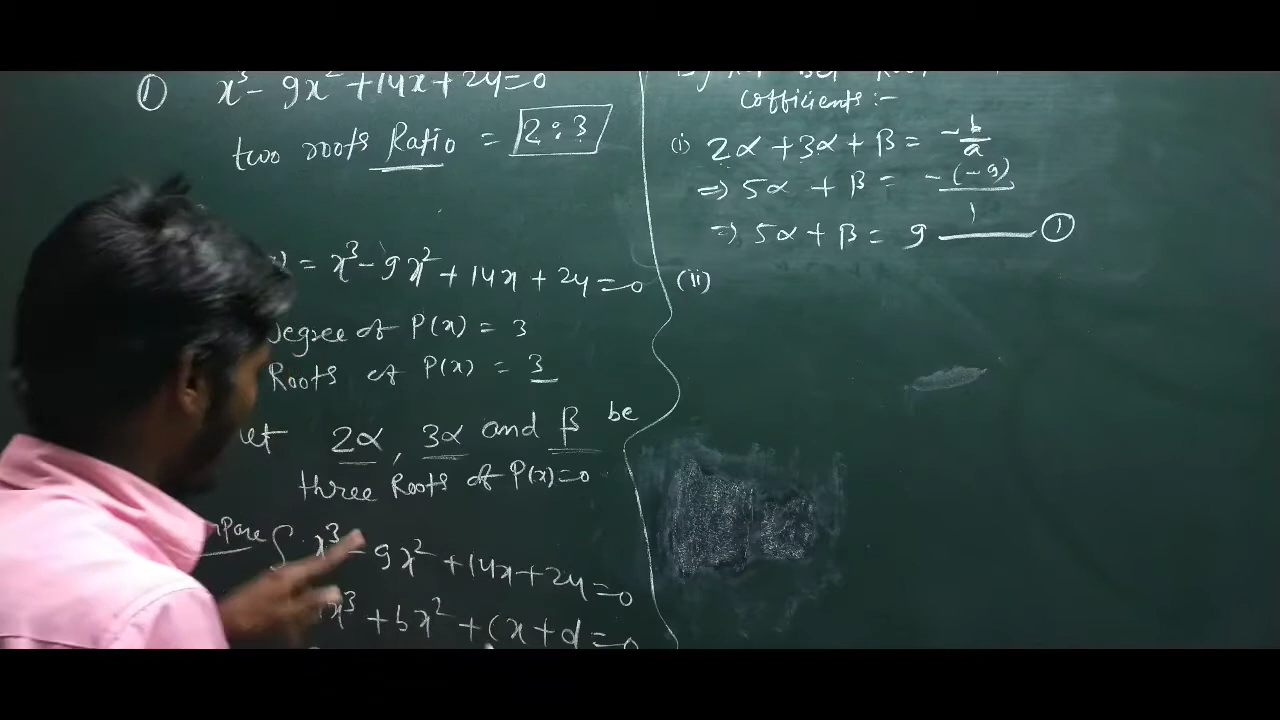 ① x³ - 9x² + 14x + 24 = 0
two roots Ratio = 2:3
) = x³ - 9x² + 14x + 24 = 0
Degree of P(x) = 3
Roots of P(x) = 3
Let 2α, 3α and β be
three Roots of P(x)=0
mpare x³ - 9x² + 14x + 24 = 0
x³ + bx² + cx + d = 0
cofficients :-
(i) 2α + 3α + β = -b/a
⇒ 5α + β = -(-9)/1
⇒ 5α + β = 9 ①
(ii)